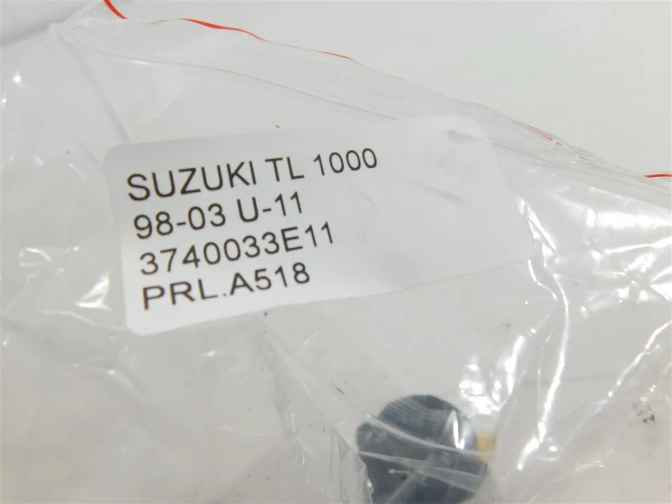 SUZUKI TL 1000
98-03 U-11
3740033E11
PRL.A518